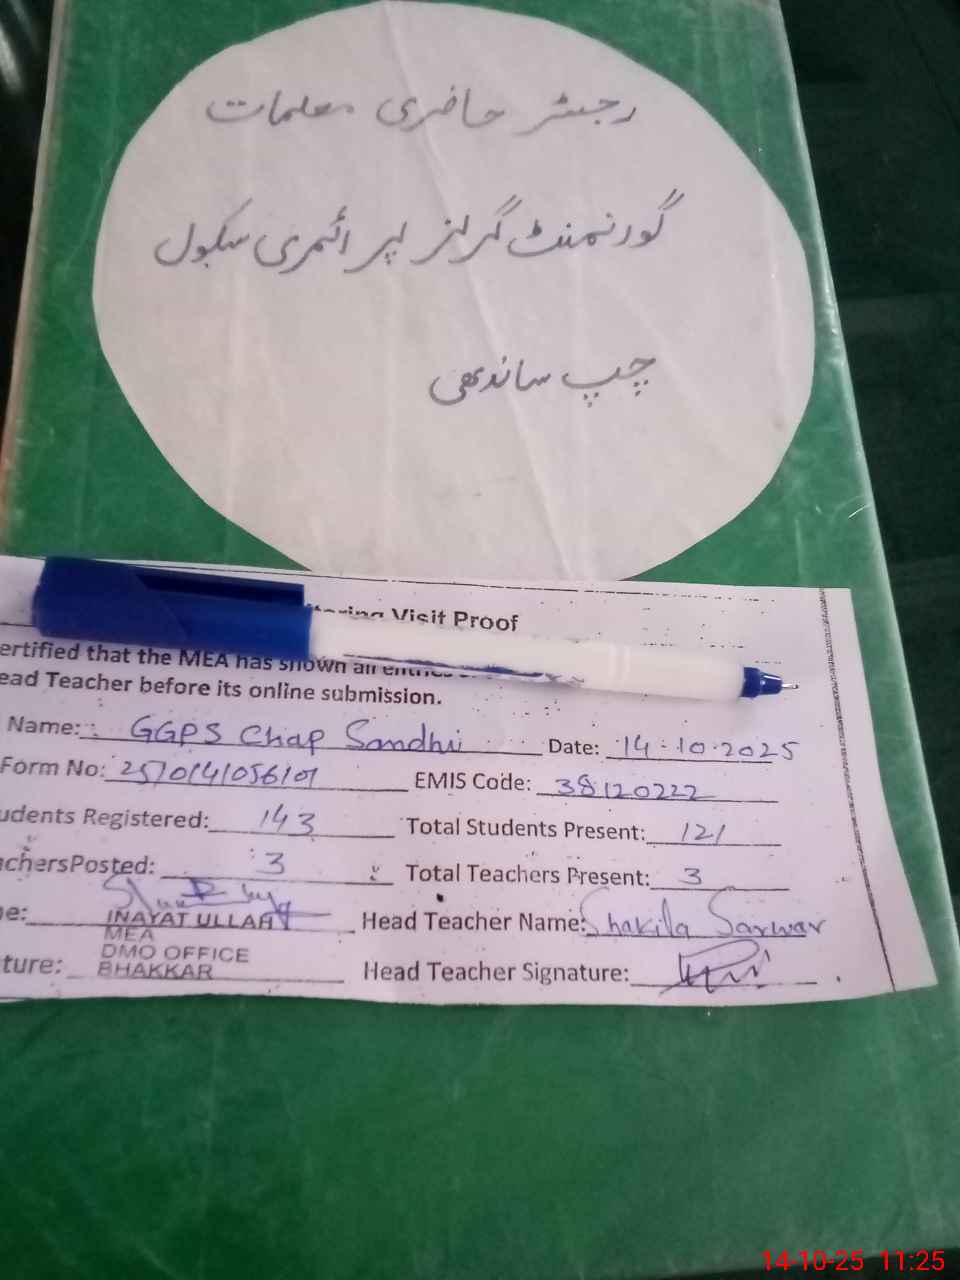 رجسٹر حاضری معلمات
گورنمنٹ گرلز پرائمری سکول
چپ ساندھی
Visit Proof
ertified that the MEA has shown all
ead Teacher before its online submission.
Name: GGPS Chap Sandhi Date: 14-10-2025
Form No: EMIS Code: 38120222
udents Registered: 143 Total Students Present: 121
achersPosted: 3 Total Teachers Present: 3
e: INAYAT ULLAH Head Teacher Name: Shakila Sarwar
MEA
DMO OFFICE
ture: BHAKKAR Head Teacher Signature:
14-10-25 11:25